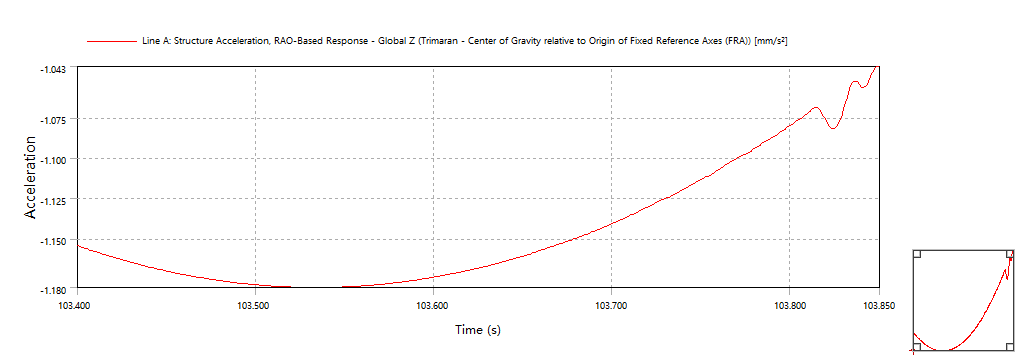 Line A: Structure Acceleration, RAO-Based Response - Global Z (Trimaran - Center of Gravity relative to Origin of Fixed Reference Axes (FRA)) [mm/s²]
-1.043
-1.075
-1.100
-1.125
-1.150
-1.180
Acceleration
103.400 103.500 103.600 103.700 103.800 103.850
Time (s)